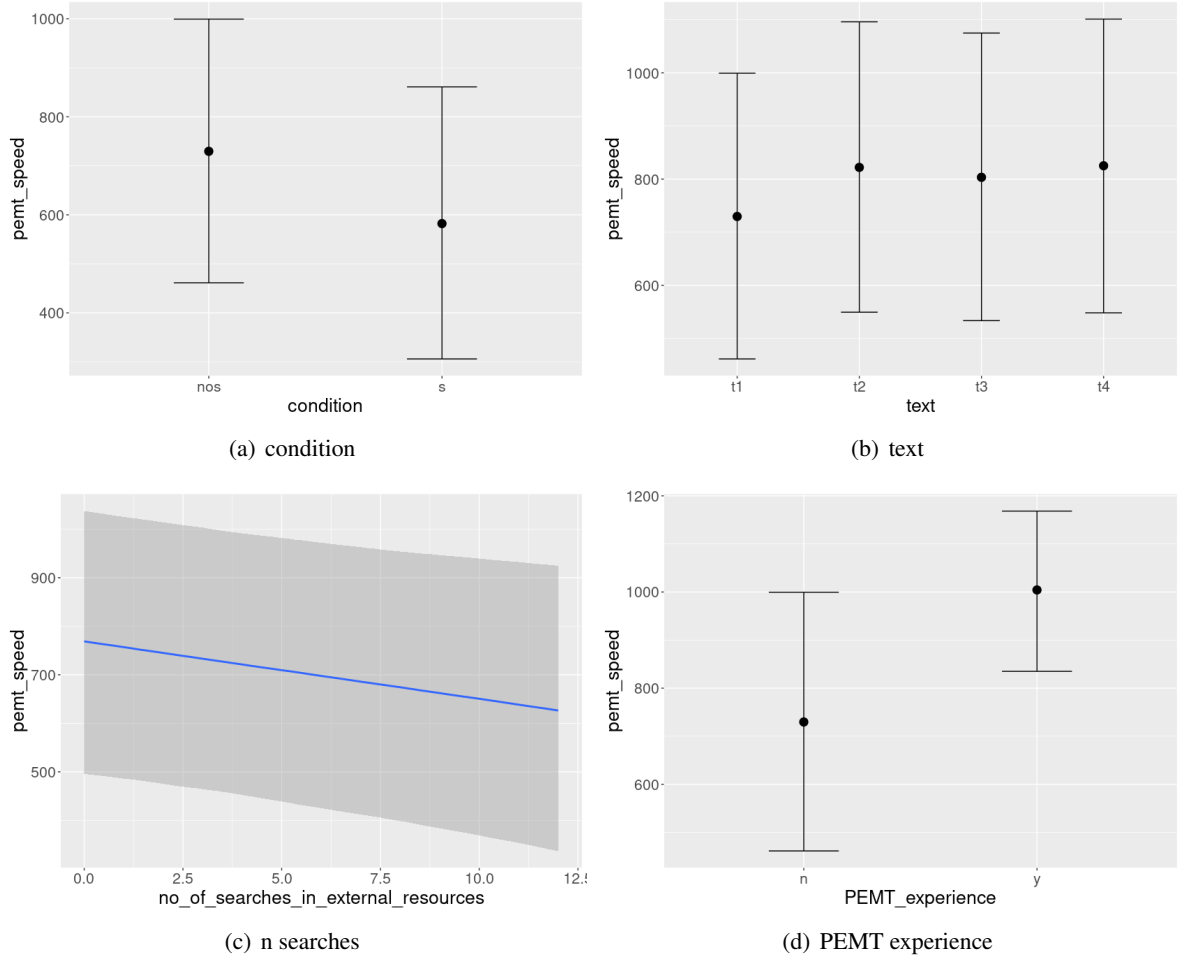 1000
800
600
400
pemt_speed
nos
s
condition
(a) condition
1000
800
600
pemt_speed
t1
t2
t3
t4
text
(b) text
900
700
500
pemt_speed
0.0
2.5
5.0
7.5
10.0
12.5
no_of_searches_in_external_resources
(c) n searches
1200
1000
800
600
pemt_speed
n
y
PEMT_experience
(d) PEMT experience